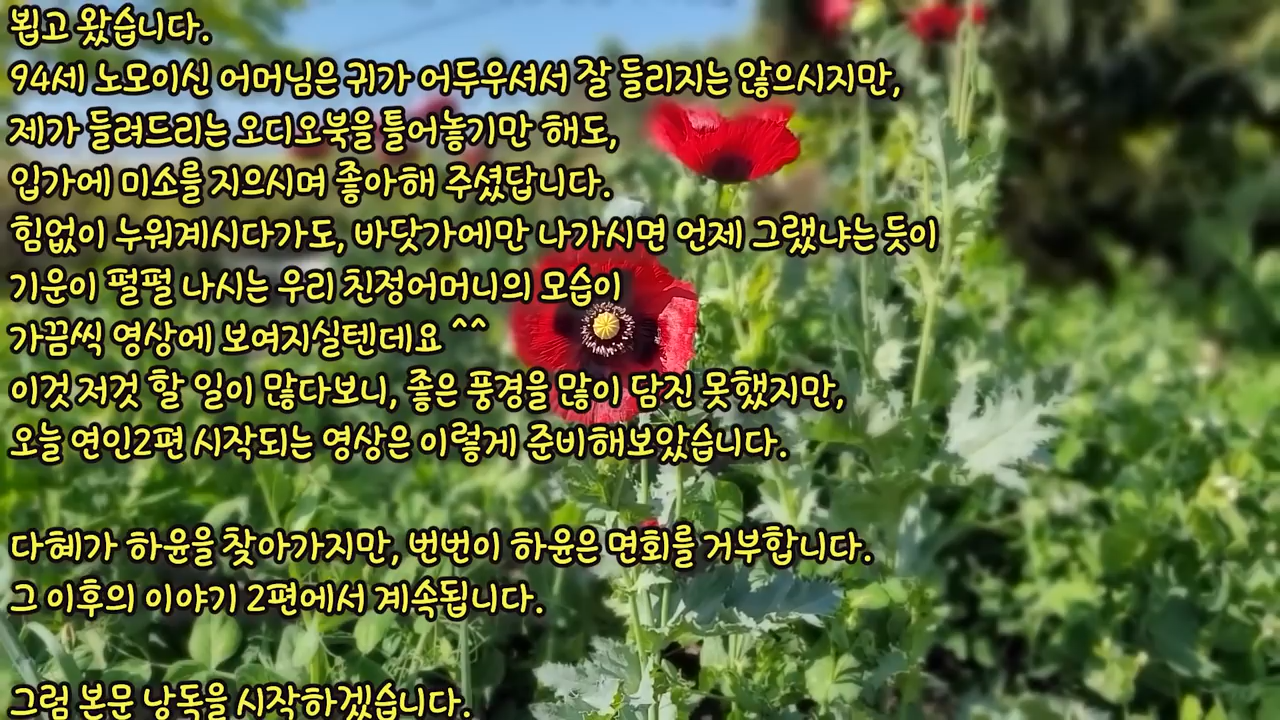 뵙고 왔습니다.
94세 노모이신 어머님은 귀가 어두우셔서 잘 들리지는 않으시지만,
제가 들려드리는 오디오북을 틀어놓기만 해도,
입가에 미소를 지으시며 좋아해 주셨답니다.
힘없이 누워계시다가도, 바닷가에만 나가시면 언제 그랬냐는 듯이
기운이 펄펄 나시는 우리 친정어머니의 모습이
가끔씩 영상에 보여지실텐데요 ^^
이것 저것 할 일이 많다보니, 좋은 풍경을 많이 담진 못했지만,
오늘 연인2편 시작되는 영상은 이렇게 준비해보았습니다.
다혜가 하윤을 찾아가지만, 번번이 하윤은 면회를 거부합니다.
그 이후의 이야기 2편에서 계속됩니다.
그럼 본문 낭독을 시작하겠습니다.